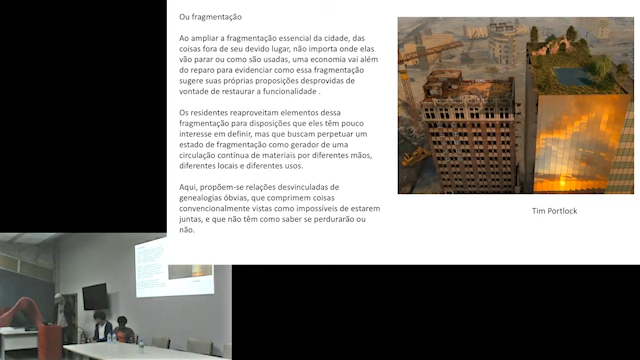 Ou fragmentação
Ao ampliar a fragmentação essencial da cidade, das
coisas fora de seu devido lugar, não importa onde elas
vão parar ou como são usadas, uma economia vai além
do reparo para evidenciar como essa fragmentação
sugere suas próprias proposições desprovidas de
vontade de restaurar a funcionalidade .
Os residentes reaproveitam elementos dessa
fragmentação para disposições que eles têm pouco
interesse em definir, mas que buscam perpetuar um
estado de fragmentação como gerador de uma
circulação contínua de materiais por diferentes mãos,
diferentes locais e diferentes usos.
Aqui, propõem-se relações desvinculadas de
genealogias óbvias, que comprimem coisas
convencionalmente vistas como impossíveis de estarem
juntas, e que não têm como saber se perdurarão ou
não.
Tim Portlock